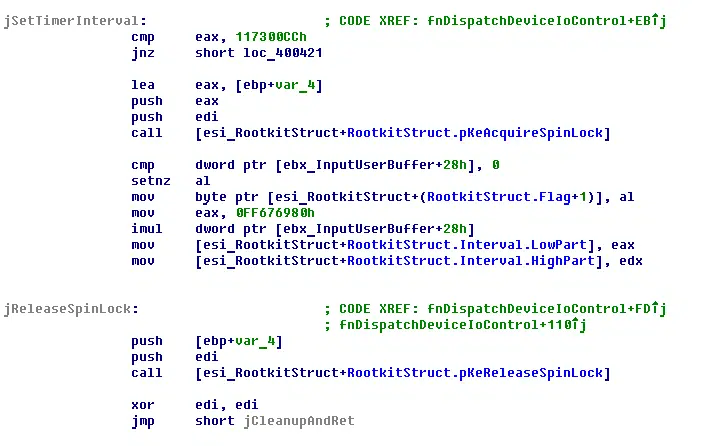 jSetTimerInterval: ; CODE XREF: fnDispatchDeviceIoControl+EB↑j
cmp eax, 117300CCh
jnz short loc_400421
lea eax, [ebp+var_4]
push eax
push edi
call [esi_RootkitStruct+RootkitStruct.pKeAcquireSpinLock]
cmp dword ptr [ebx_InputUserBuffer+28h], 0
setnz al
mov byte ptr [esi_RootkitStruct+(RootkitStruct.Flag+1)], al
mov eax, 0FF676980h
imul dword ptr [ebx_InputUserBuffer+28h]
mov [esi_RootkitStruct+RootkitStruct.Interval.LowPart], eax
mov [esi_RootkitStruct+RootkitStruct.Interval.HighPart], edx
jReleaseSpinLock: ; CODE XREF: fnDispatchDeviceIoControl+FD↑j
; fnDispatchDeviceIoControl+110↑j
push [ebp+var_4]
push edi
call [esi_RootkitStruct+RootkitStruct.pKeReleaseSpinLock]
xor edi, edi
jmp short jCleanupAndRet